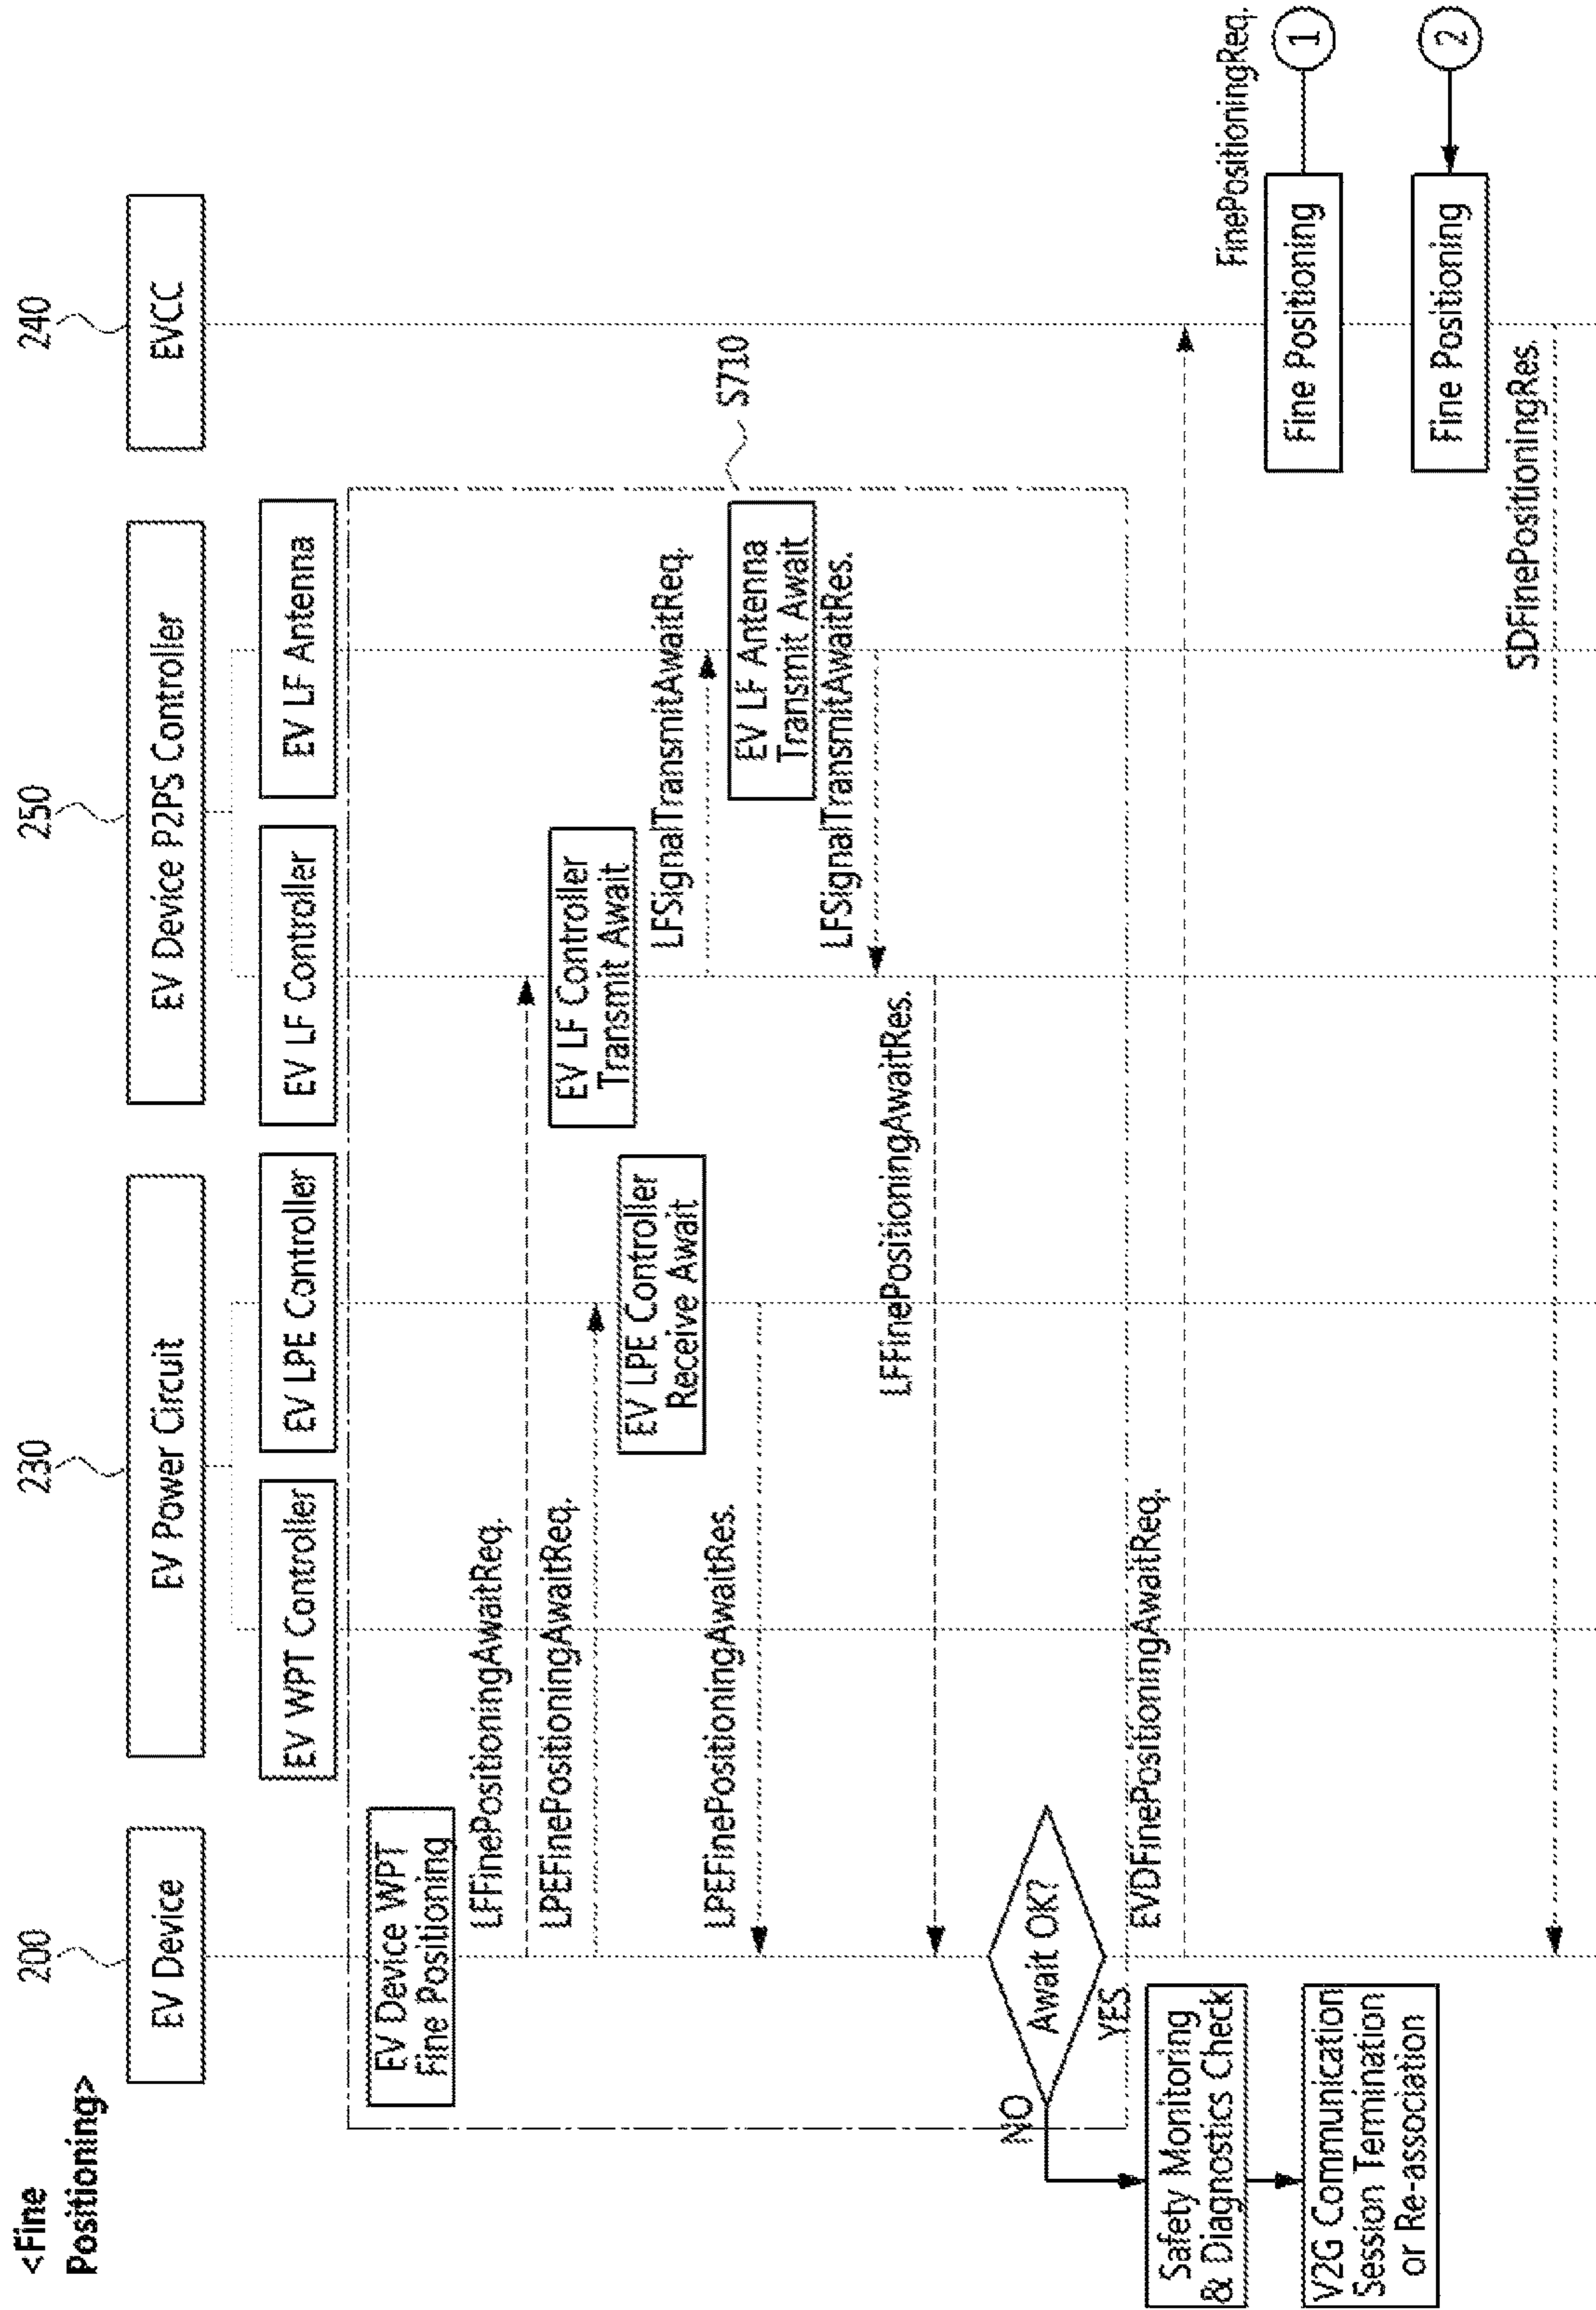 <Fine
Positioning>
200
230
250
240
EV Device
EV Power Circuit
EV Device P2PS Controller
EVCC
EV WPT Controller
EV LPE Controller
EV LF Controller
EV LF Antenna
EV Device WPT
Fine Positioning
LFFinePositioningAwaitReq.
LPEFinePositioningAwaitReq.
EV LF Controller
Transmit Await
EV LPE Controller
Receive Await
LFSignalTransmitAwaitReq.
S710
LPEFinePositioningAwaitRes.
EV LF Antenna
Transmit Await
LFSignalTransmitAwaitRes.
LFFinePositioningAwaitRes.
Await OK?
NO
YES
EVDFinePositioningAwaitReq.
Safety Monitoring
& Diagnostics Check
FinePositioningReq.
Fine Positioning
1
V2G Communication
Session Termination
or Re-association
Fine Positioning
2
SDFinePositioningRes.